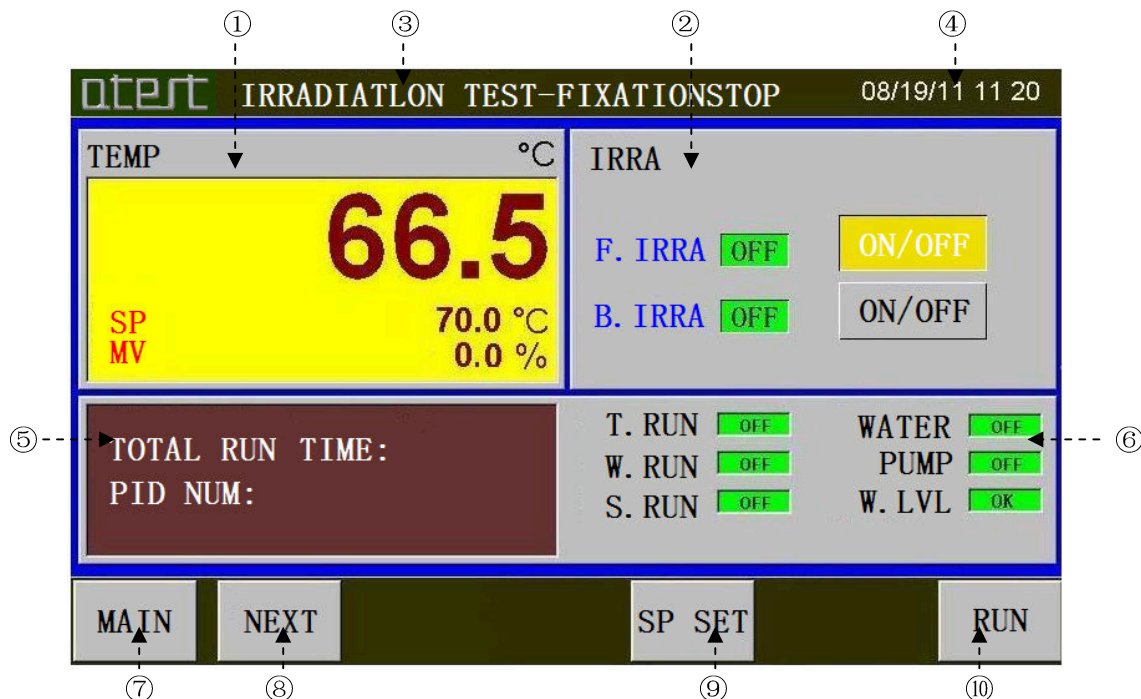 ① ③ ② ④
qtest IRRADIATLON TEST-FIXATIONSTOP 08/19/11 11 20
TEMP °C
66.5
SP 70.0 °C
MV 0.0 %
IRRA
F. IRRA OFF ON/OFF
B. IRRA OFF ON/OFF
⑤
TOTAL RUN TIME:
PID NUM:
T. RUN OFF WATER OFF
W. RUN OFF PUMP OFF
S. RUN OFF W. LVL OK
⑥
MAIN NEXT SP SET RUN
⑦ ⑧ ⑨ ⑩